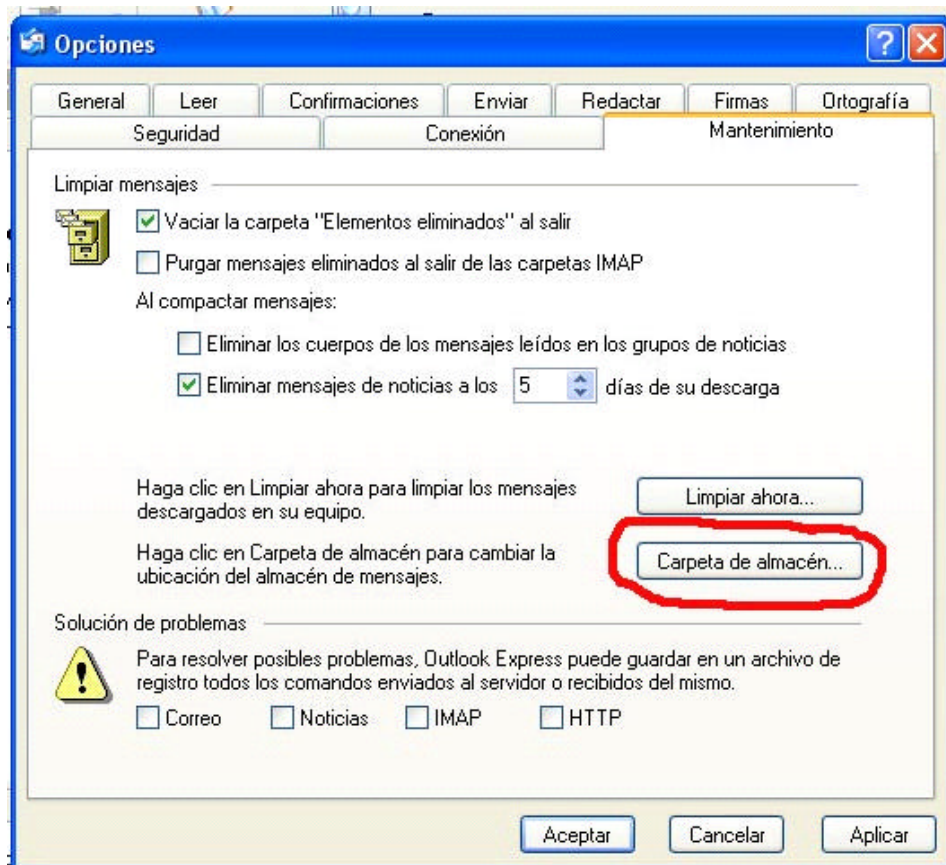 Opciones
General Leer Confirmaciones Enviar Redactar Firmas Ortografía
Seguridad Conexión Mantenimiento
Limpiar mensajes
Vaciar la carpeta "Elementos eliminados" al salir
Purgar mensajes eliminados al salir de las carpetas IMAP
Al compactar mensajes:
Eliminar los cuerpos de los mensajes leídos en los grupos de noticias
Eliminar mensajes de noticias a los 5 días de su descarga
Haga clic en Limpiar ahora para limpiar los mensajes
descargados en su equipo.
Limpiar ahora...
Haga clic en Carpeta de almacén para cambiar la
ubicación del almacén de mensajes.
Carpeta de almacén...
Solución de problemas
Para resolver posibles problemas, Outlook Express puede guardar en un archivo de
registro todos los comandos enviados al servidor o recibidos del mismo.
Correo Noticias IMAP HTTP
Aceptar Cancelar Aplicar